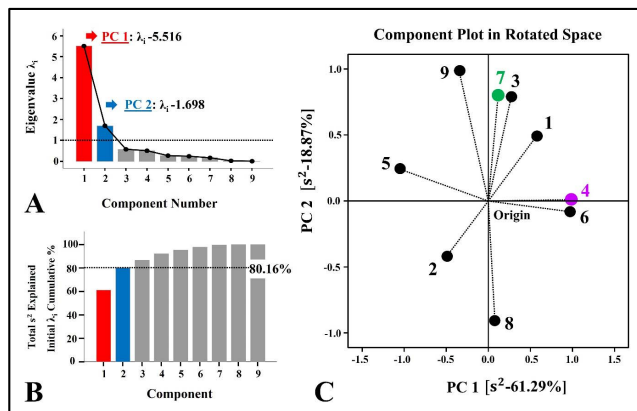 PC 1: λi-5.516
PC 2: λi-1.698
Eigenvalue λi
6
5
4
3
2
1
0
1 2 3 4 5 6 7 8 9
Component Number
A
Total s² Explained
Initial λi Cumulative %
100
80
60
40
20
0
80.16%
1 2 3 4 5 6 7 8 9
Component
B
Component Plot in Rotated Space
PC 2 [s²-18.87%]
1.0
0.5
0.0
-0.5
-1.0
9
7
3
1
5
4
Origin
6
2
8
-1.5 -1.0 -0.5 0.0 0.5 1.0 1.5
PC 1 [s²-61.29%]
C